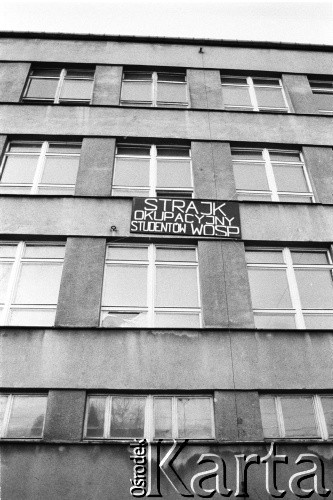 STRAJK
OKUPACYJNY
STUDENTÓW WOSP
Ośrodek Karta